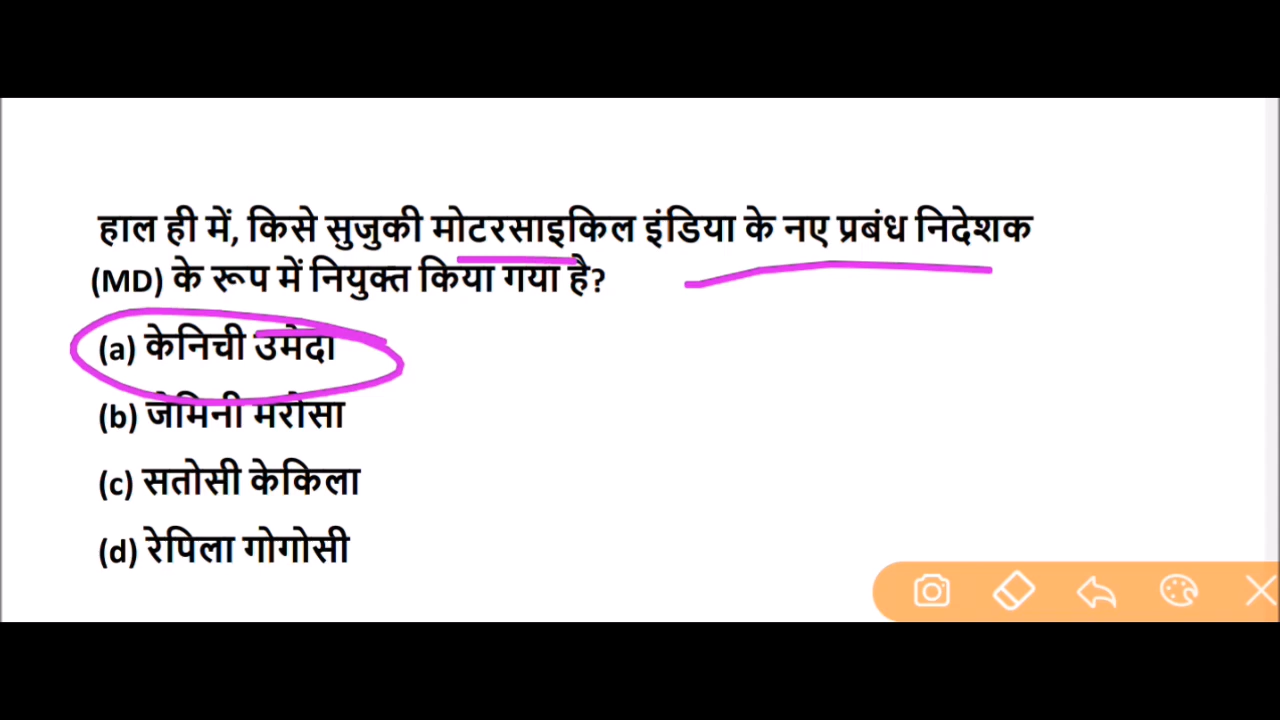 हाल ही में, किसे सुजुकी मोटरसाइकिल इंडिया के नए प्रबंध निदेशक
(MD) के रूप में नियुक्त किया गया है?
(a) केनिची उमेदा
(b) जेमिनी मरोसा
(c) सतोसी केकिला
(d) रेपिला गोगोसी